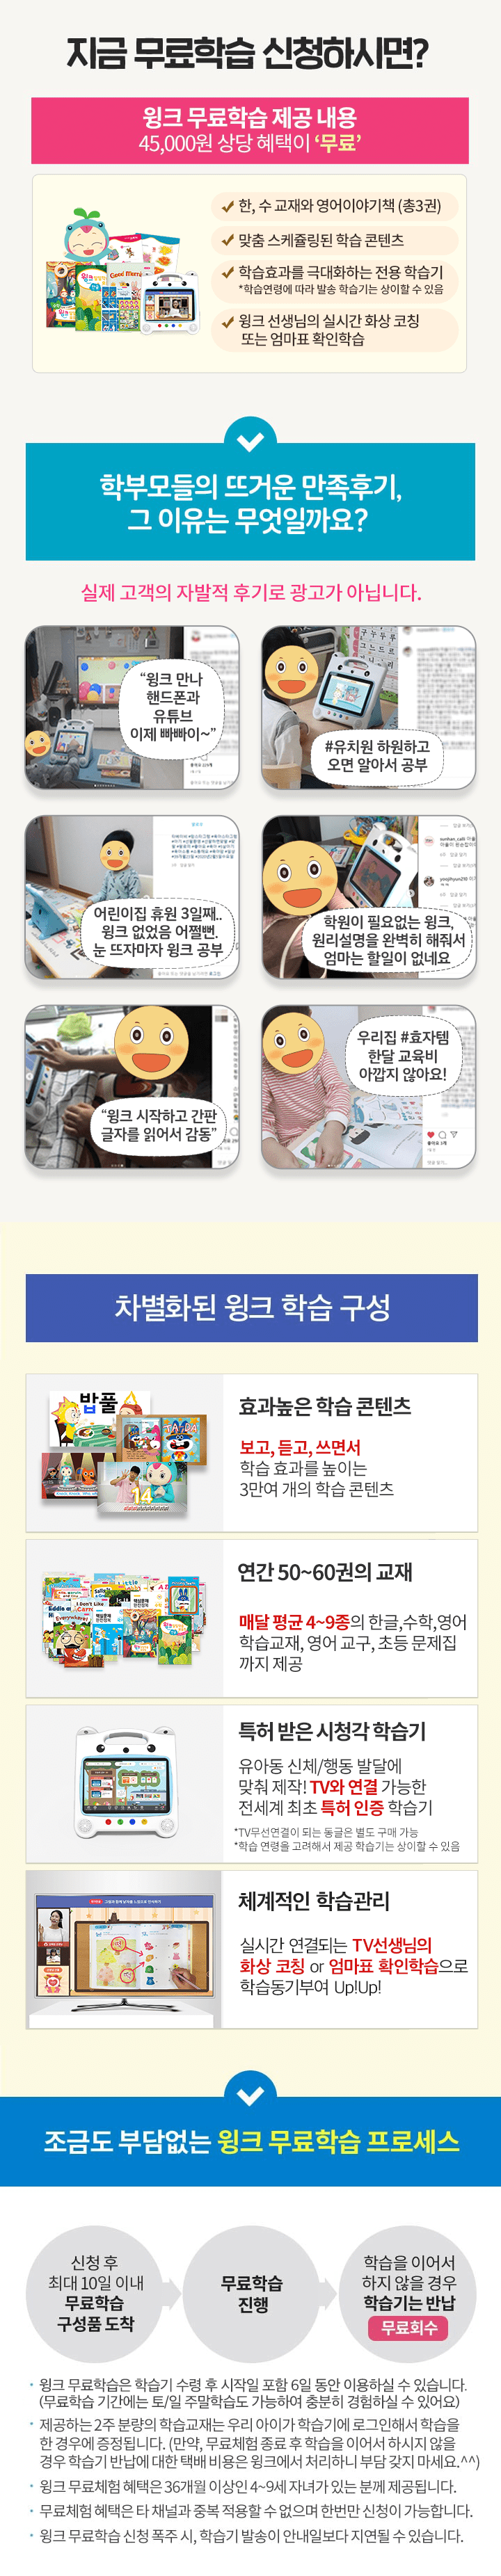 지금 무료학습 신청하시면?
윙크 무료학습 제공 내용
45,000원 상당 혜택이 ‘무료’
한, 수 교재와 영어이야기책 (총3권)
맞춤 스케쥴링된 학습 콘텐츠
학습효과를 극대화하는 전용 학습기
*학습연령에 따라 발송 학습기는 상이할 수 있음
윙크 선생님의 실시간 화상 코칭
또는 엄마표 확인학습
학부모들의 뜨거운 만족후기,
그 이유는 무엇일까요?
실제 고객의 자발적 후기로 광고가 아닙니다.
“윙크 만나
핸드폰과
유튜브
이제 빠빠이~”
#유치원 하원하고
오면 알아서 공부
어린이집 휴원 3일째..
윙크 없었음 어쩔뻔.
눈 뜨자마자 윙크 공부
학원이 필요없는 윙크,
원리설명을 완벽히 해줘서
엄마는 할일이 없네요
“윙크 시작하고 간판
글자를 읽어서 감동”
우리집 #효자템
한달 교육비
아깝지 않아요!
차별화된 윙크 학습 구성
밥풀
TA-DA
14
효과높은 학습 콘텐츠
보고, 듣고, 쓰면서
학습 효과를 높이는
3만여 개의 학습 콘텐츠
연간 50~60권의 교재
매달 평균 4~9종의 한글,수학,영어
학습교재, 영어 교구, 초등 문제집
까지 제공
특허 받은 시청각 학습기
유아동 신체/행동 발달에
맞춰 제작! TV와 연결 가능한
전세계 최초 특허 인증 학습기
*TV무선연결이 되는 동글은 별도 구매 가능
*학습 연령을 고려해서 제공 학습기는 상이할 수 있음
체계적인 학습관리
실시간 연결되는 TV선생님의
화상 코칭 or 엄마표 확인학습으로
학습동기부여 Up!Up!
조금도 부담없는 윙크 무료학습 프로세스
신청 후
최대 10일 이내
무료학습
구성품 도착
무료학습
진행
학습을 이어서
하지 않을 경우
학습기는 반납
무료회수
· 윙크 무료학습은 학습기 수령 후 시작일 포함 6일 동안 이용하실 수 있습니다.
(무료학습 기간에는 토/일 주말학습도 가능하여 충분히 경험하실 수 있어요)
· 제공하는 2주 분량의 학습교재는 우리 아이가 학습기에 로그인해서 학습을
한 경우에 증정됩니다. (만약, 무료체험 종료 후 학습을 이어서 하시지 않을
경우 학습기 반납에 대한 택배 비용은 윙크에서 처리하니 부담 갖지 마세요.^^)
· 윙크 무료체험 혜택은 36개월 이상인 4~9세 자녀가 있는 분께 제공됩니다.
· 무료체험 혜택은 타 채널과 중복 적용할 수 없으며 한번만 신청이 가능합니다.
· 윙크 무료학습 신청 폭주 시, 학습기 발송이 안내일보다 지연될 수 있습니다.